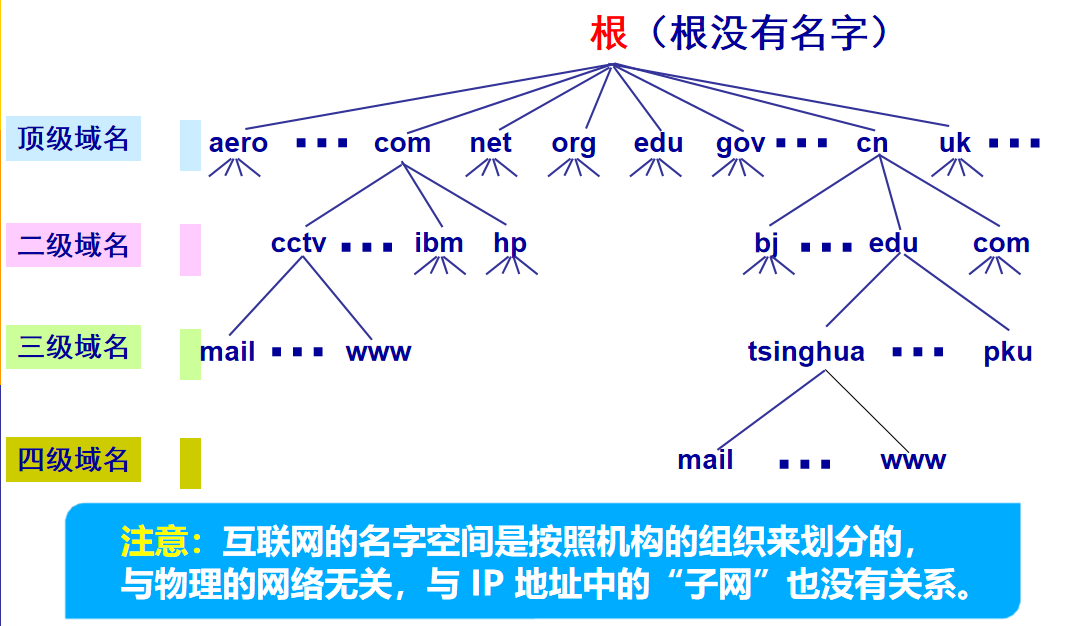 根（根没有名字）
顶级域名 aero ··· com net org edu gov ··· cn uk ···
二级域名 cctv ··· ibm hp bj ··· edu com
三级域名 mail ··· www tsinghua ··· pku
四级域名 mail ··· www
注意：互联网的名字空间是按照机构的组织来划分的，
与物理的网络无关，与 IP 地址中的“子网”也没有关系。